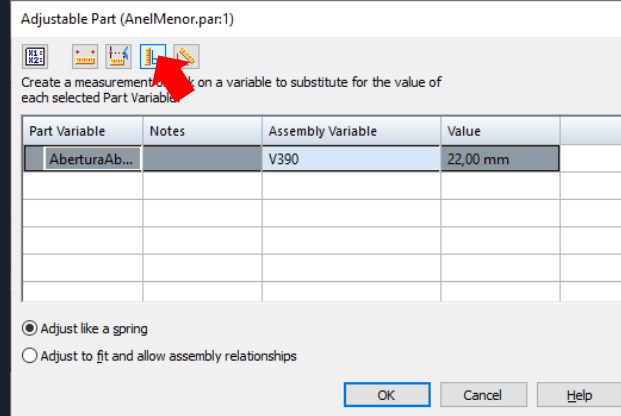 Adjustable Part (AnelMenor.par:1)
X1:
X2:
Create a measurement on a variable to substitute for the value of
each selected Part Variable.
Part Variable Notes Assembly Variable Value
AberturaAb... V390 22,00 mm
Adjust like a spring
Adjust to fit and allow assembly relationships
OK Cancel Help